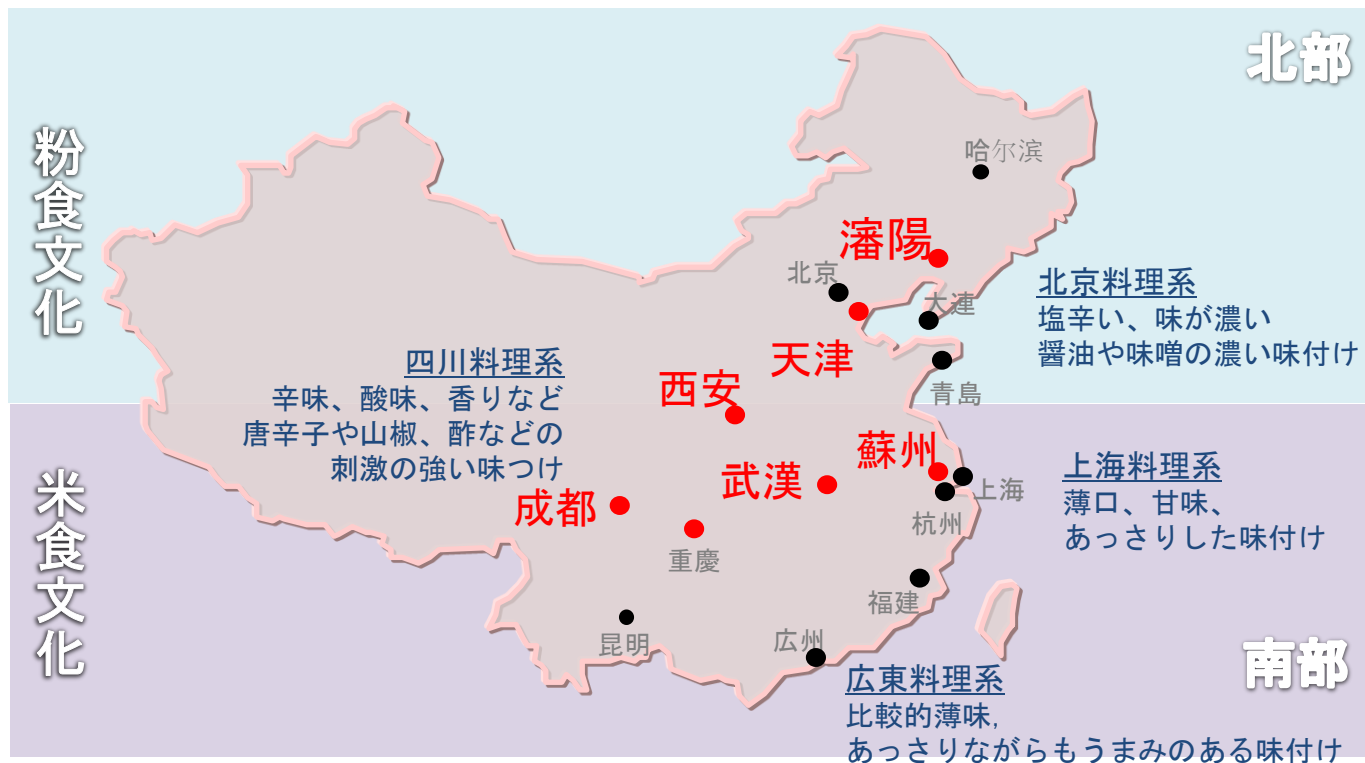 北部
粉食文化
哈尔滨
瀋陽
北京
大連
天津
青島
北京料理系
塩辛い、味が濃い
醤油や味噌の濃い味付け
四川料理系
辛味、酸味、香りなど
唐辛子や山椒、酢などの
刺激の強い味つけ
西安
蘇州
武漢
成都
上海
杭州
重慶
上海料理系
薄口、甘味、
あっさりした味付け
米食文化
福建
昆明
広州
南部
広東料理系
比較的薄味,
あっさりながらもうまみのある味付け